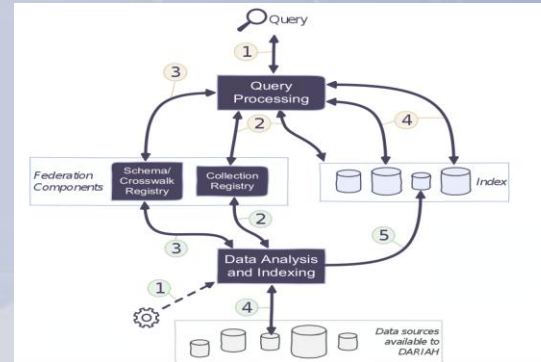 Query
1
3
Query
Processing
2
4
Federation
Components
Schema/
Crosswalk
Registry
Collection
Registry
Index
2
3
5
Data Analysis
and Indexing
1
4
Data sources
available to
DARIAH